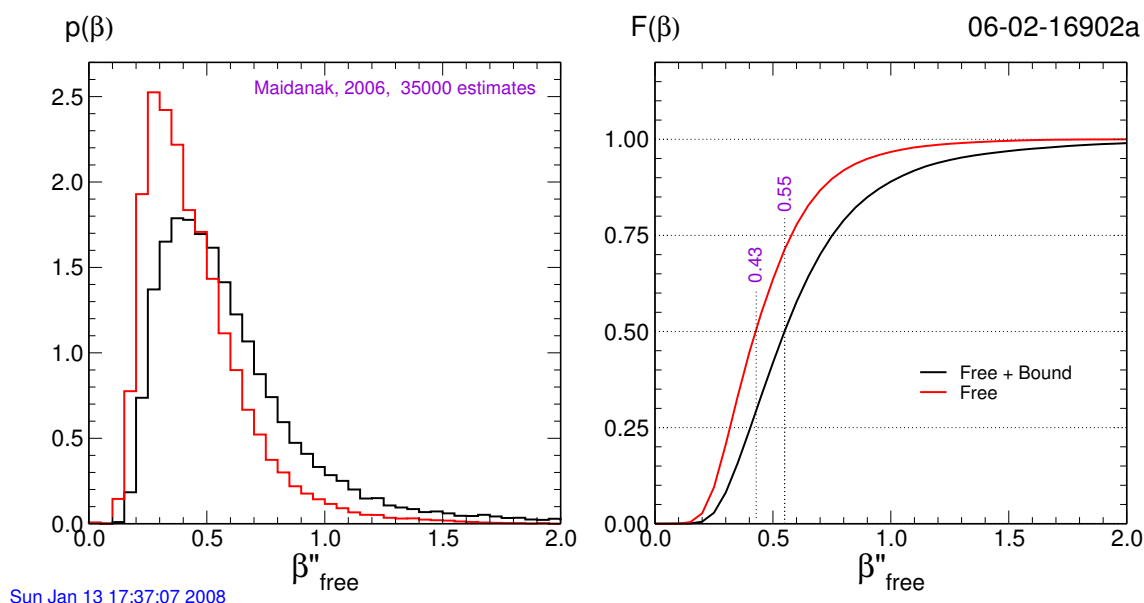 p(β)
F(β)
06-02-16902a
Maidanak, 2006, 35000 estimates
2.5
2.0
1.5
1.0
0.5
0.0
0.0
0.5
1.0
1.5
2.0
β"free
1.00
0.75
0.50
0.25
0.00
0.43
0.55
Free + Bound
Free
0.0
0.5
1.0
1.5
2.0
β"free
Sun Jan 13 17:37:07 2008